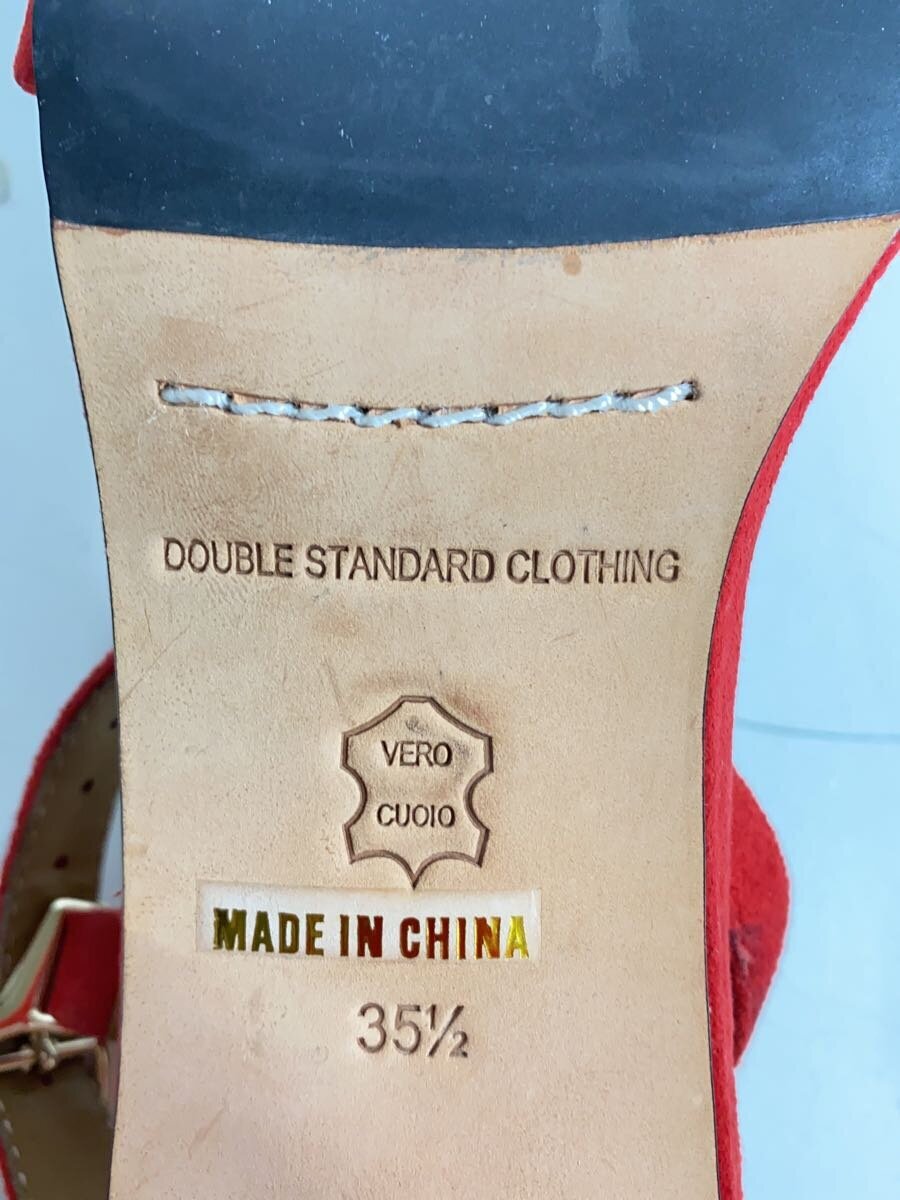 DOUBLE STANDARD CLOTHING
VERO
CUOIO
MADE IN CHINA
35½